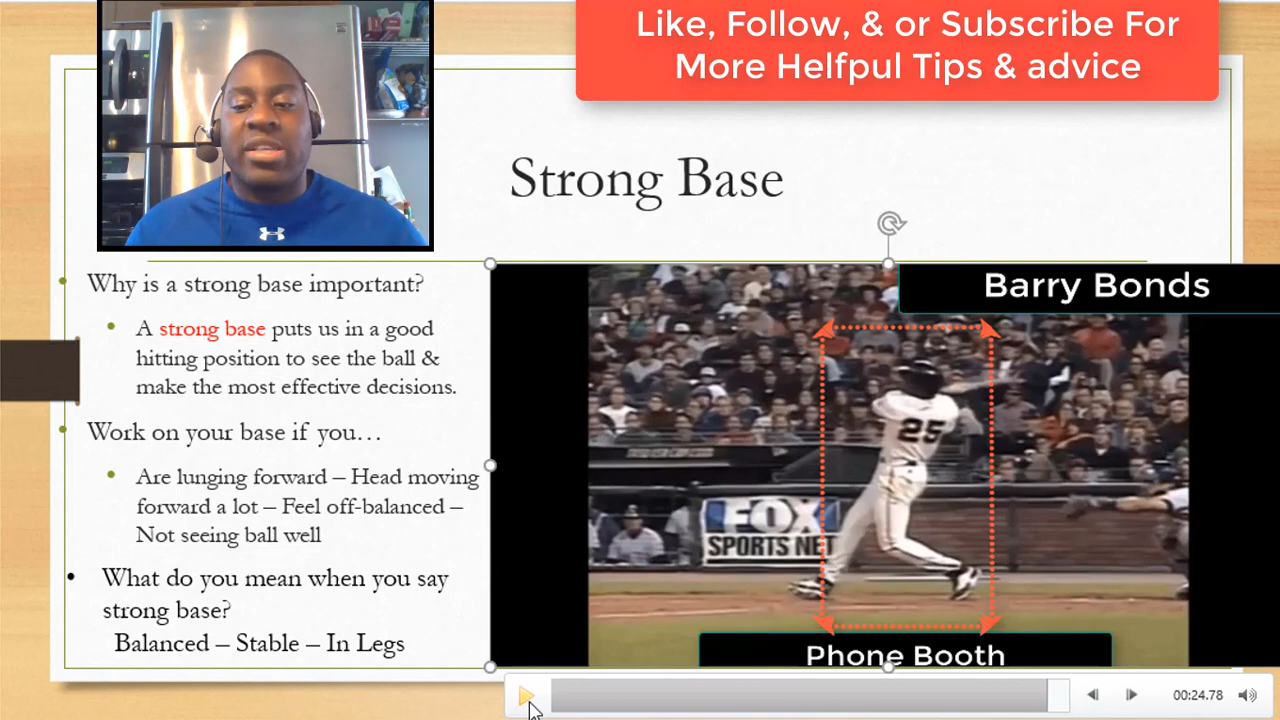 Like, Follow, & or Subscribe For
More Helfpul Tips & advice
Strong Base
Why is a strong base important?
A strong base puts us in a good
hitting position to see the ball &
make the most effective decisions.
Work on your base if you…
Are lunging forward – Head moving
forward a lot – Feel off-balanced –
Not seeing ball well
What do you mean when you say
strong base?
Balanced – Stable – In Legs
Barry Bonds
25
FOX
SPORTS NET
Phone Booth
00:24.78